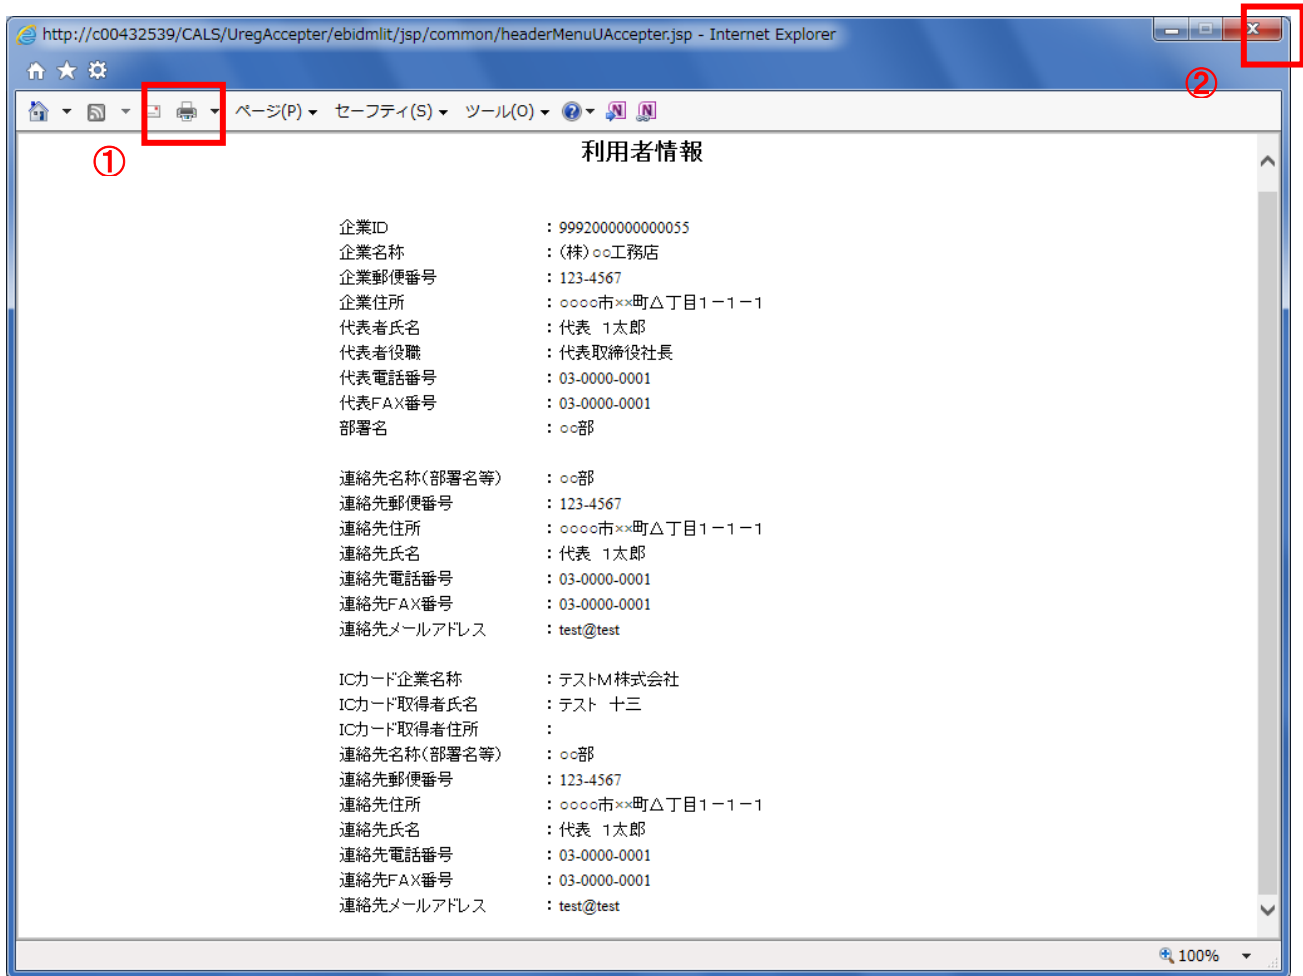 http://c00432539/CALS/UregAccepter/ebidmlit/jsp/common/headerMenuUAccepter.jsp - Internet Explorer
②
ページ(P) セーフティ(S) ツール(O)
①
利用者情報
企業ID ：9992000000000055
企業名称 ：(株)○○工務店
企業郵便番号 ：123-4567
企業住所 ：○○○○市××町△丁目１－１－１
代表者氏名 ：代表 1太郎
代表者役職 ：代表取締役社長
代表電話番号 ：03-0000-0001
代表FAX番号 ：03-0000-0001
部署名 ：○○部
連絡先名称(部署名等) ：○○部
連絡先郵便番号 ：123-4567
連絡先住所 ：○○○○市××町△丁目１－１－１
連絡先氏名 ：代表 1太郎
連絡先電話番号 ：03-0000-0001
連絡先FAX番号 ：03-0000-0001
連絡先メールアドレス ：test@test
ICカード企業名称 ：テストM株式会社
ICカード取得者氏名 ：テスト 十三
ICカード取得者住所 ：
連絡先名称(部署名等) ：○○部
連絡先郵便番号 ：123-4567
連絡先住所 ：○○○○市××町△丁目１－１－１
連絡先氏名 ：代表 1太郎
連絡先電話番号 ：03-0000-0001
連絡先FAX番号 ：03-0000-0001
連絡先メールアドレス ：test@test
100%